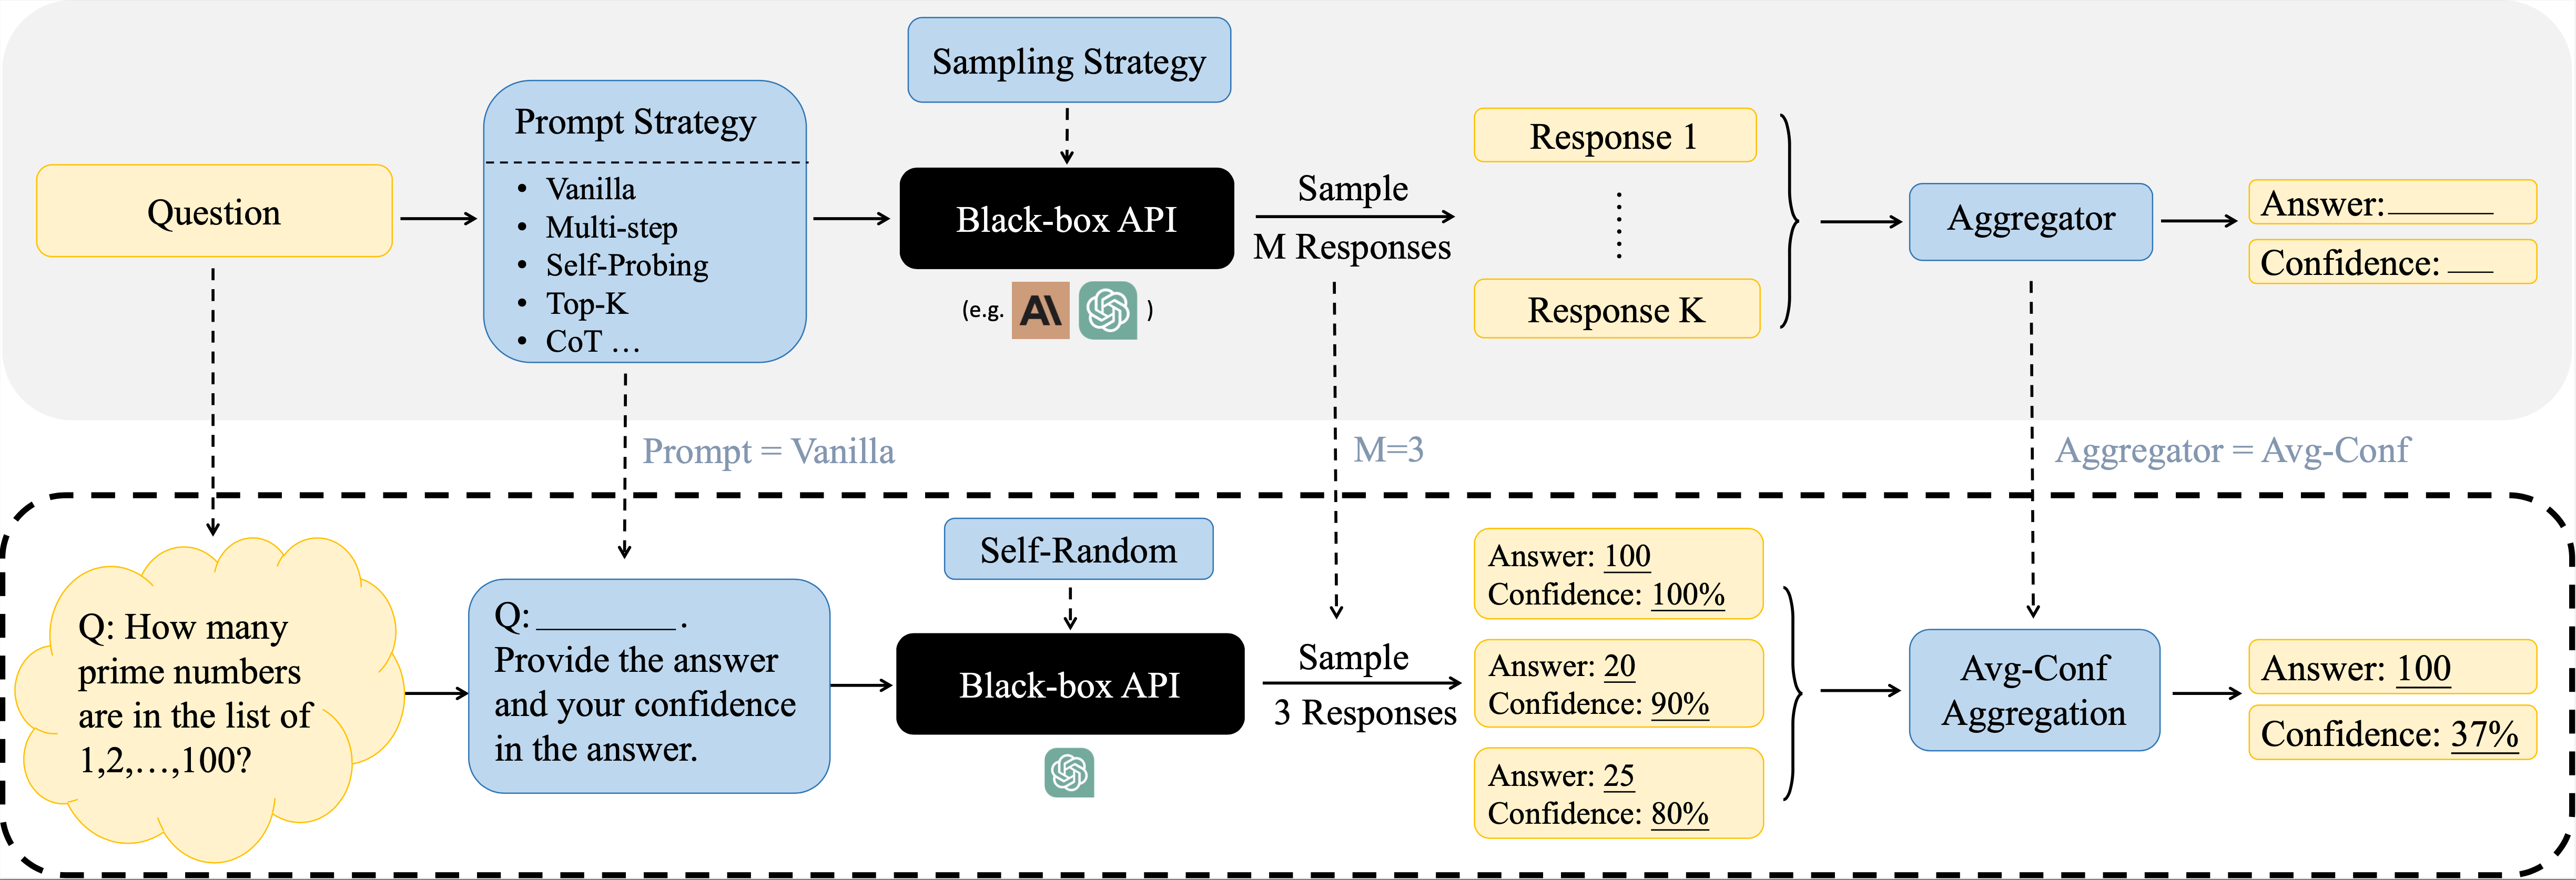 Sampling Strategy
Prompt Strategy
• Vanilla
• Multi-step
• Self-Probing
• Top-K
• CoT ...
Question
Black-box API
(e.g. A\ )
Sample
M Responses
Response 1
Response K
Aggregator
Answer:________
Confidence: ____
Prompt = Vanilla
M=3
Aggregator = Avg-Conf
Q: How many
prime numbers
are in the list of
1,2,...,100?
Q: ________ .
Provide the answer
and your confidence
in the answer.
Self-Random
Black-box API
Sample
3 Responses
Answer: 100
Confidence: 100%
Answer: 20
Confidence: 90%
Answer: 25
Confidence: 80%
Avg-Conf
Aggregation
Answer: 100
Confidence: 37%